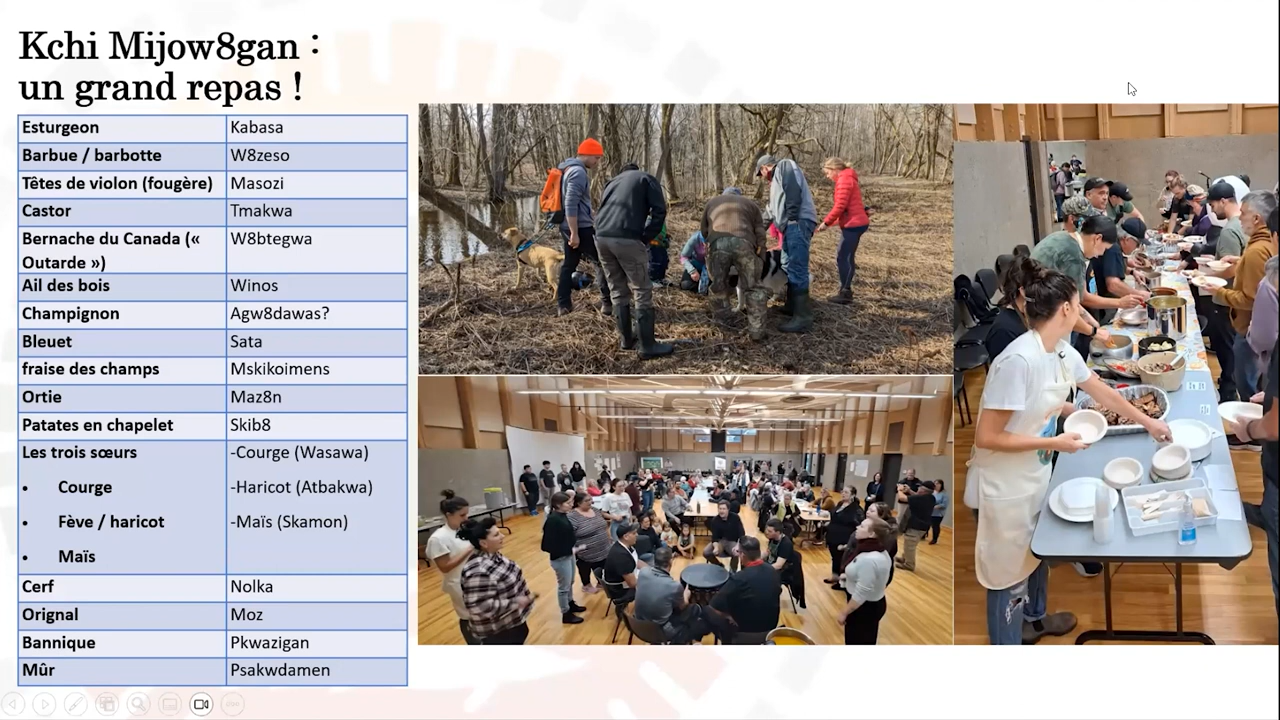 Kchi Mijow8gan :
un grand repas !
Esturgeon Kabasa
Barbue / barbotte W8zeso
Têtes de violon (fougère) Masozi
Castor Tmakwa
Bernache du Canada (« W8btegwa
Outarde »)
Ail des bois Winos
Champignon Agw8dawas?
Bleuet Sata
fraise des champs Mskikoimens
Ortie Maz8n
Patates en chapelet Skib8
Les trois sœurs -Courge (Wasawa)
• Courge -Haricot (Atbakwa)
• Fève / haricot -Maïs (Skamon)
• Maïs
Cerf Nolka
Orignal Moz
Bannique Pkwazigan
Mûr Psakwdamen